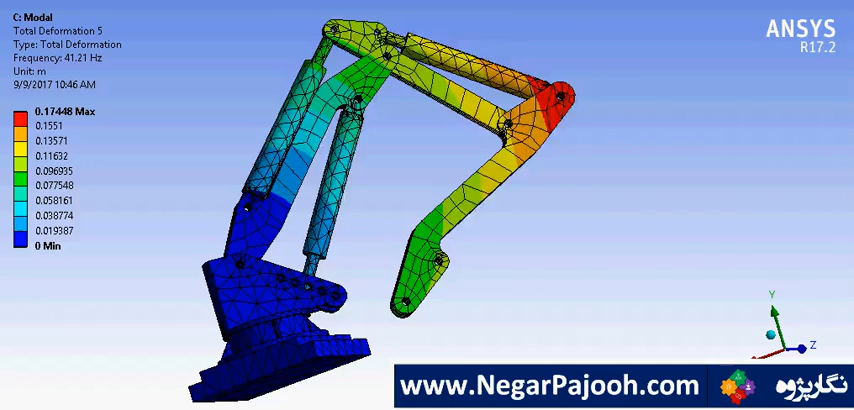 C: Modal
Total Deformation 5
Type: Total Deformation
Frequency: 41.21 Hz
Unit: m
9/9/2017 10:46 AM
0.17448 Max
0.1551
0.13571
0.11632
0.096935
0.077548
0.058161
0.038774
0.019387
0 Min
ANSYS
R17.2
Y
Z
www.NegarPajooh.com
نگارپژوه